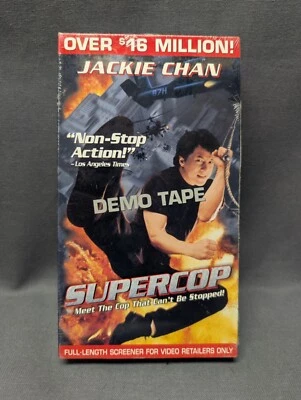 OVER $16 MILLION!
JACKIE CHAN
"Non-Stop
Action!"
-Los Angeles Times
DEMO TAPE
SUPERCOP
Meet The Cop That Can't Be Stopped!
FULL-LENGTH SCREENER FOR VIDEO RETAILERS ONLY